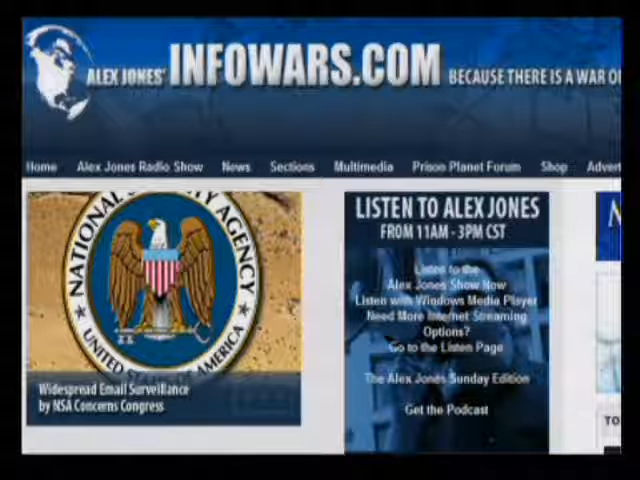 ALEX JONES' INFOWARS.COM BECAUSE THERE IS A WAR O
Home Alex Jones Radio Show News Sections Multimedia Prison Planet Forum Shop Advert
NATIONAL SECURITY AGENCY
UNITED STATES OF AMERICA
Widespread Email Surveillance
by NSA Concerns Congress
LISTEN TO ALEX JONES
FROM 11AM - 3PM CST
Listen to the
Alex Jones Show Now
Listen with Windows Media Player
Need More Internet Streaming
Options?
Go to the Listen Page
The Alex Jones Sunday Edition
Get the Podcast
N
TO